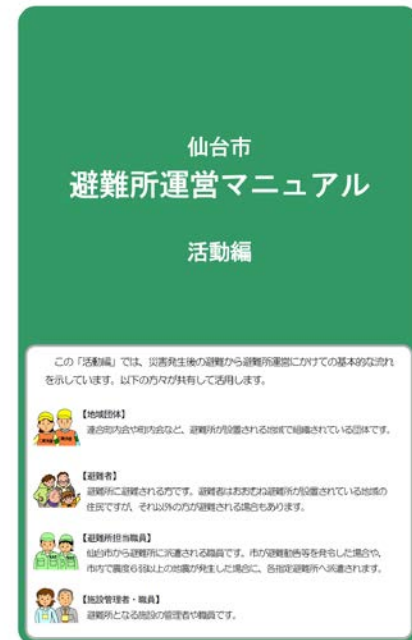 仙台市
避難所運営マニュアル
活動編
この「活動編」では、災害発生後の避難から避難所運営にかけての基本的な流れ
を示しています。以下の方々が共有して活用します。
【地域団体】
連合町内会や町内会など、避難所が設置される地域で組織されている団体です。
【避難者】
避難所に避難される方です。避難者はおおむね避難所が設置されている地域の
住民ですが、それ以外の方が避難される場合もあります。
【避難所担当職員】
仙台市から避難所に派遣される職員です。市が避難勧告等を発令した場合や、
市内で震度6弱以上の地震が発生した場合に、各指定避難所へ派遣されます。
【施設管理者・職員】
避難所となる施設の管理者や職員です。